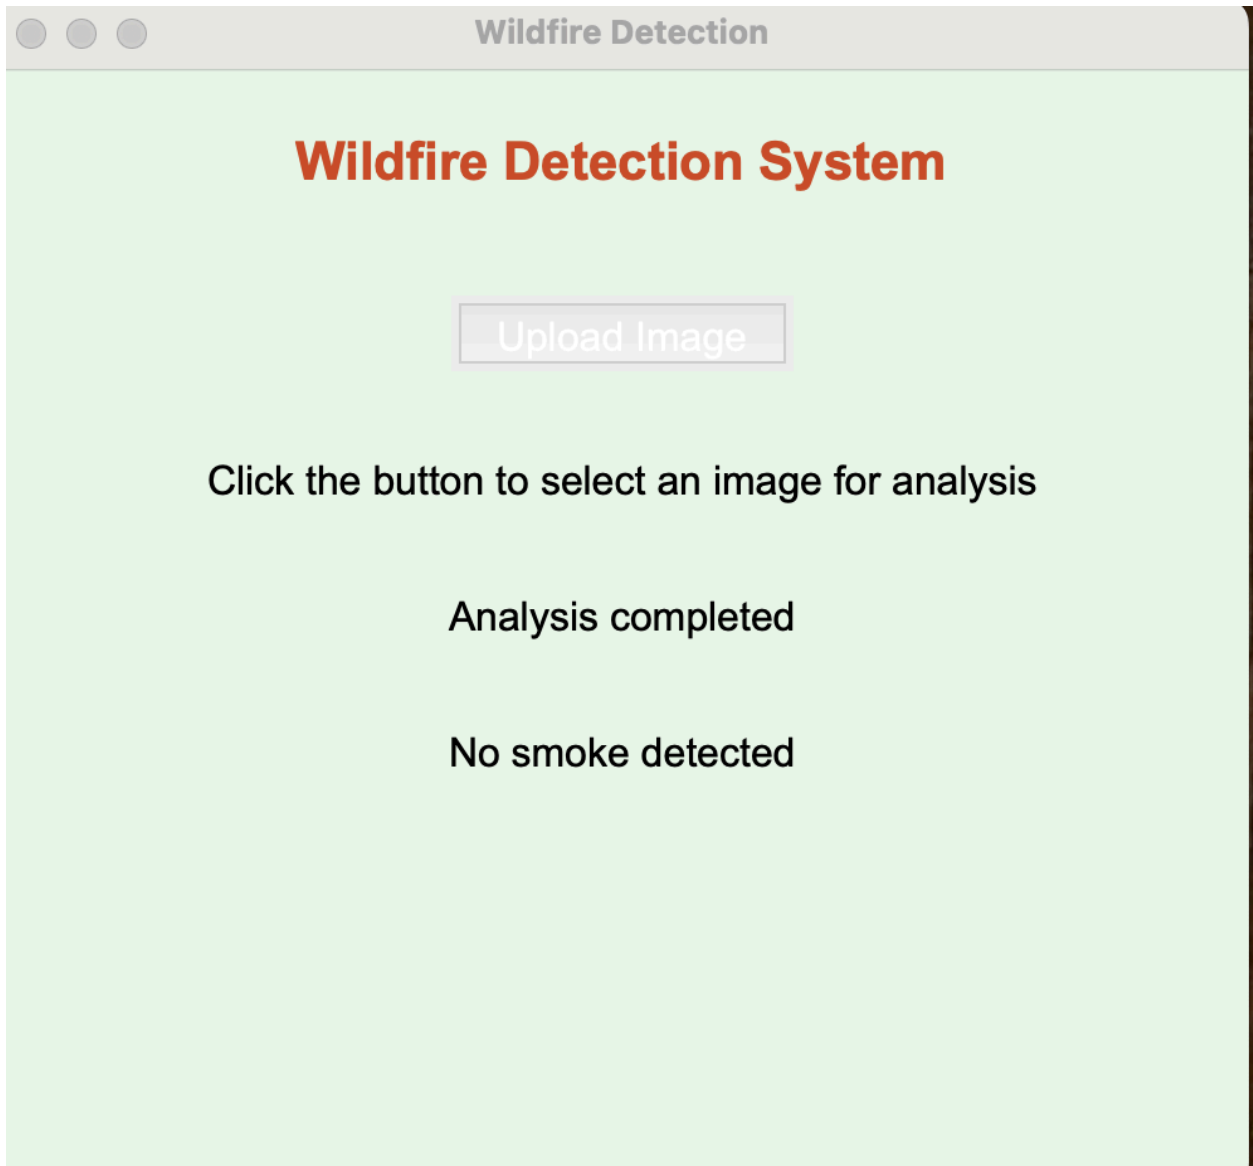 Wildfire Detection
Wildfire Detection System
Upload Image
Click the button to select an image for analysis
Analysis completed
No smoke detected